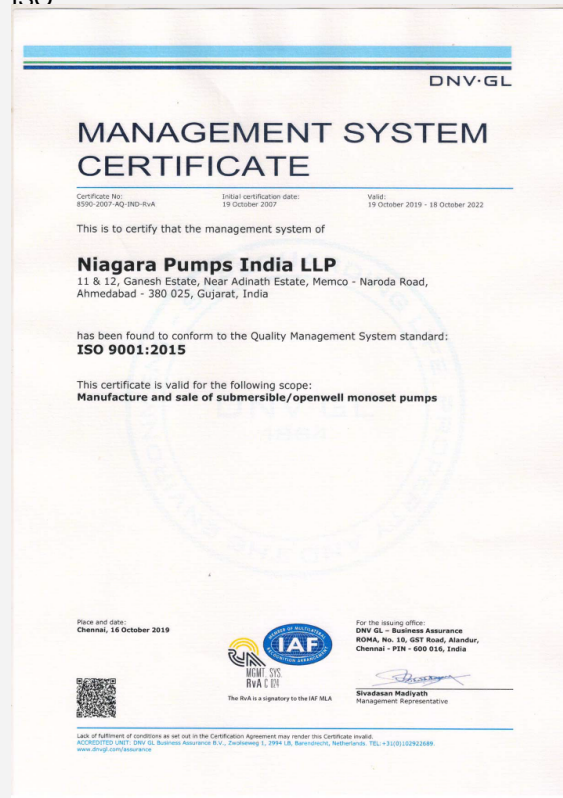 ISO
DNV·GL
MANAGEMENT SYSTEM
CERTIFICATE
Certificate No:
8590-2007-AQ-IND-RvA
Initial certification date:
19 October 2007
Valid:
19 October 2019 - 18 October 2022
This is to certify that the management system of
Niagara Pumps India LLP
11 & 12, Ganesh Estate, Near Adinath Estate, Memco - Naroda Road,
Ahmedabad - 380 025, Gujarat, India
has been found to conform to the Quality Management System standard:
ISO 9001:2015
This certificate is valid for the following scope:
Manufacture and sale of submersible/openwell monoset pumps
Place and date:
Chennai, 16 October 2019
MEMBER OF MULTILATERAL
IAF
RECOGNITION ARRANGEMENT
MGMT. SYS.
RvA C 024
The RvA is a signatory to the IAF MLA
For the issuing office:
DNV GL – Business Assurance
ROMA, No. 10, GST Road, Alandur,
Chennai - PIN - 600 016, India
Sivadasan Madiyath
Management Representative
Lack of fulfilment of conditions as set out in the Certification Agreement may render this Certificate invalid.
ACCREDITED UNIT: DNV GL Business Assurance B.V., Zwolseweg 1, 2994 LB, Barendrecht, Netherlands. TEL:+31(0)102922689.
www.dnvgl.com/assurance